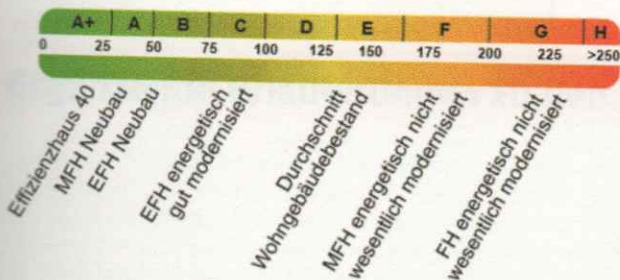 A+ A B C D E F G H
0 25 50 75 100 125 150 175 200 225 >250
Effizienzhaus 40
MFH Neubau
EFH Neubau
EFH energetisch
gut modernisiert
Durchschnitt
Wohngebäudebestand
MFH energetisch nicht
wesentlich modernisiert
FH energetisch nicht
wesentlich modernisiert